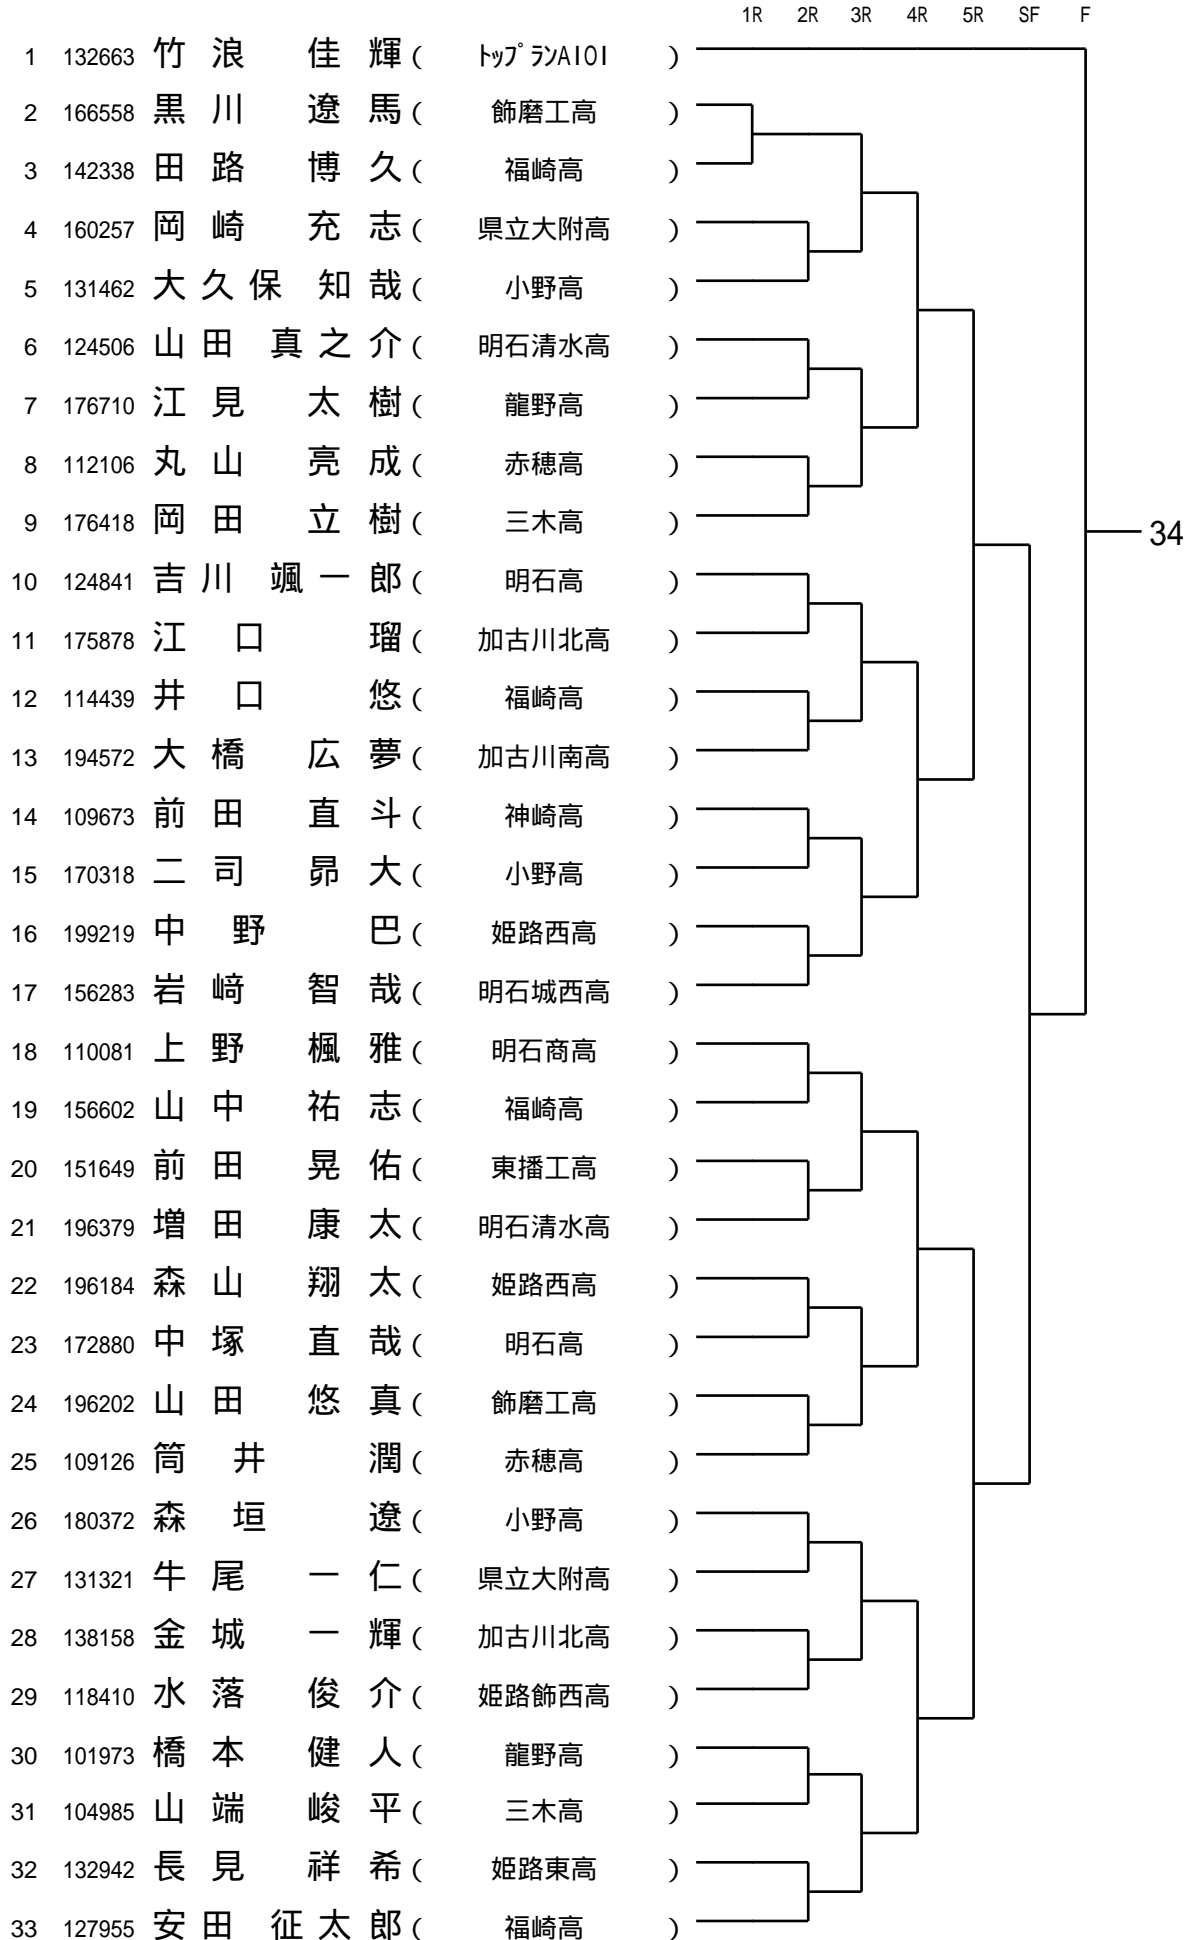 1R 2R 3R 4R 5R SF F
1 132663 竹浪 佳輝 ( トップランAIOI )
2 166558 黒川 遼馬 ( 飾磨工高 )
3 142338 田路 博久 ( 福崎高 )
4 160257 岡崎 充志 ( 県立大附高 )
5 131462 大久保 知哉 ( 小野高 )
6 124506 山田 真之介 ( 明石清水高 )
7 176710 江見 太樹 ( 龍野高 )
8 112106 丸山 亮成 ( 赤穂高 )
9 176418 岡田 立樹 ( 三木高 )
34
10 124841 吉川 颯一郎 ( 明石高 )
11 175878 江口 瑠 ( 加古川北高 )
12 114439 井口 悠 ( 福崎高 )
13 194572 大橋 広夢 ( 加古川南高 )
14 109673 前田 直斗 ( 神崎高 )
15 170318 二司 昴大 ( 小野高 )
16 199219 中野 巴 ( 姫路西高 )
17 156283 岩﨑 智哉 ( 明石城西高 )
18 110081 上野 楓雅 ( 明石商高 )
19 156602 山中 祐志 ( 福崎高 )
20 151649 前田 晃佑 ( 東播工高 )
21 196379 増田 康太 ( 明石清水高 )
22 196184 森山 翔太 ( 姫路西高 )
23 172880 中塚 直哉 ( 明石高 )
24 196202 山田 悠真 ( 飾磨工高 )
25 109126 筒井 潤 ( 赤穂高 )
26 180372 森垣 遼 ( 小野高 )
27 131321 牛尾 一仁 ( 県立大附高 )
28 138158 金城 一輝 ( 加古川北高 )
29 118410 水落 俊介 ( 姫路飾西高 )
30 101973 橋本 健人 ( 龍野高 )
31 104985 山端 峻平 ( 三木高 )
32 132942 長見 祥希 ( 姫路東高 )
33 127955 安田 征太郎 ( 福崎高 )